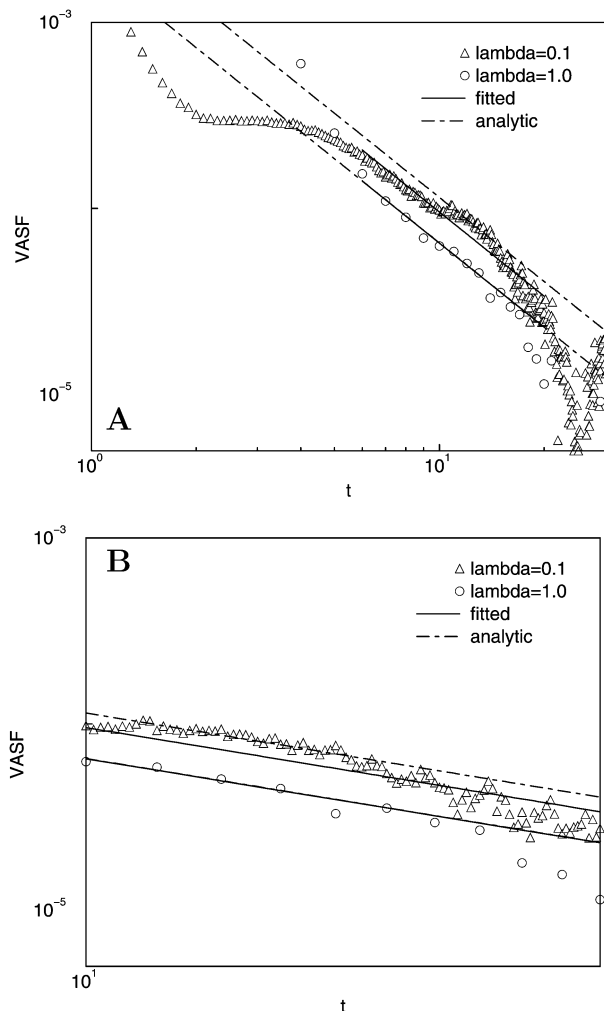 10⁻³
lambda=0.1
lambda=1.0
fitted
analytic
VASF
10⁻⁵
A
10⁰
10¹
t
10⁻³
B
lambda=0.1
lambda=1.0
fitted
analytic
VASF
10⁻⁵
10¹
t